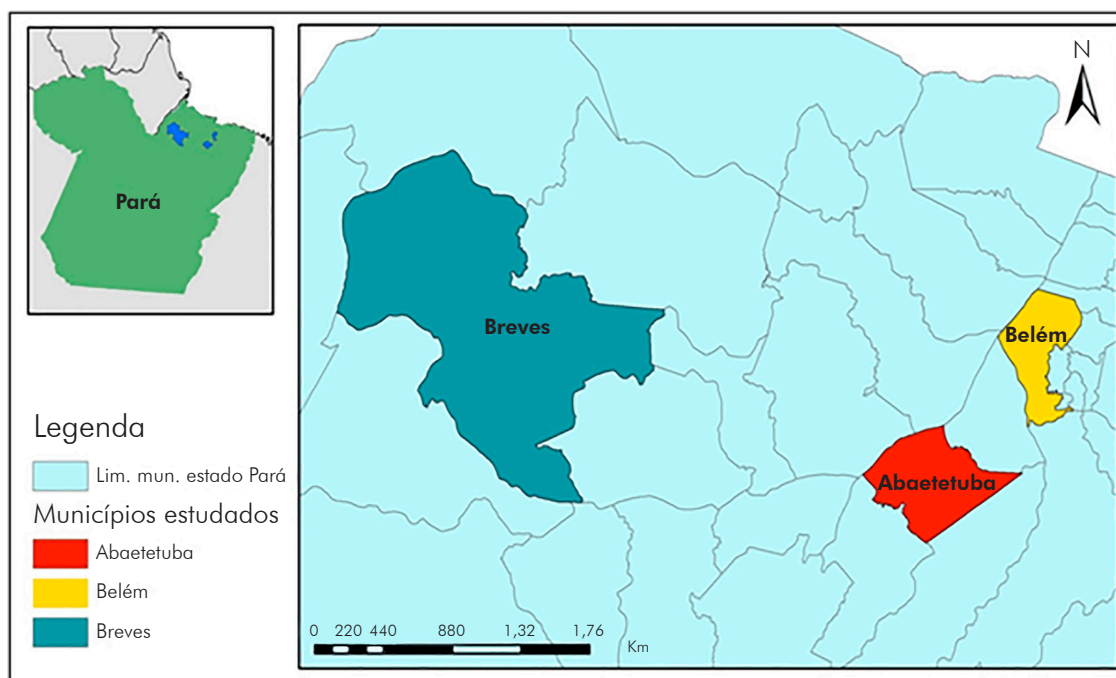 Pará
Legenda
Lim. mun. estado Pará
Municípios estudados
Abaetetuba
Belém
Breves
N
Breves
Belém
Abaetetuba
0 220 440 880 1,32 1,76
Km